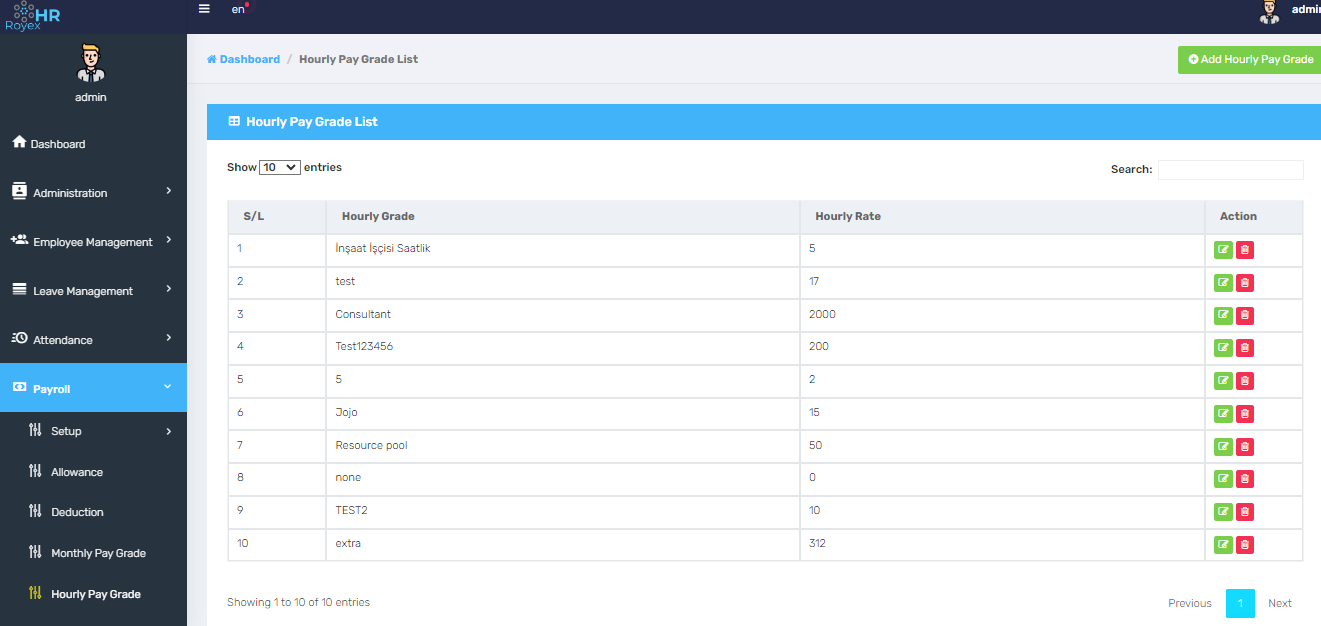 HR
Royex
en
admin
Dashboard / Hourly Pay Grade List
Add Hourly Pay Grade
admin
Dashboard
Administration
Employee Management
Leave Management
Attendance
Payroll
Setup
Allowance
Deduction
Monthly Pay Grade
Hourly Pay Grade
Hourly Pay Grade List
Show 10 entries
Search:
S/L Hourly Grade Hourly Rate Action
1 İnşaat İşçisi Saatlik 5
2 test 17
3 Consultant 2000
4 Test123456 200
5 5 2
6 Jojo 15
7 Resource pool 50
8 none 0
9 TEST2 10
10 extra 312
Showing 1 to 10 of 10 entries
Previous 1 Next